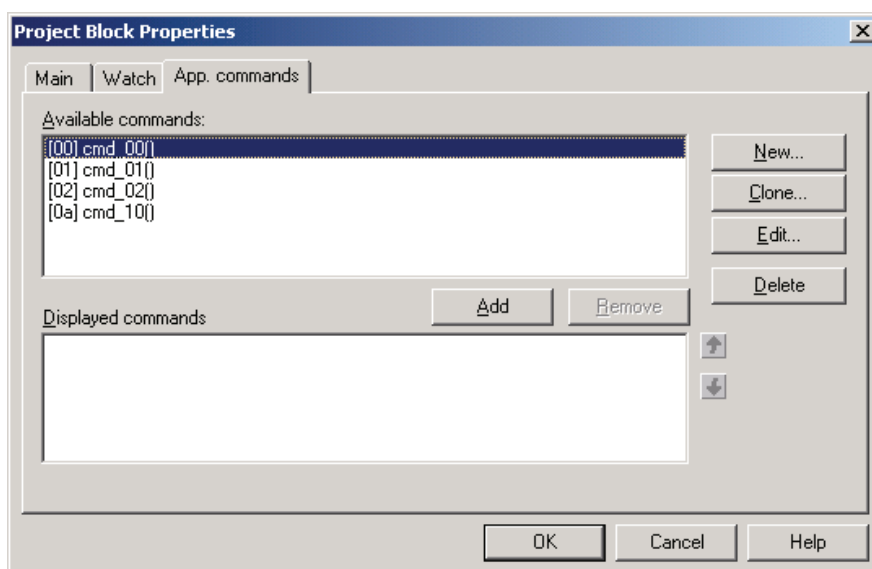 Project Block Properties
Main Watch App. commands
Available commands:
[00] cmd_00()
[01] cmd_01()
[02] cmd_02()
[0a] cmd_10()
New...
Clone...
Edit...
Delete
Add Remove
Displayed commands
OK Cancel Help